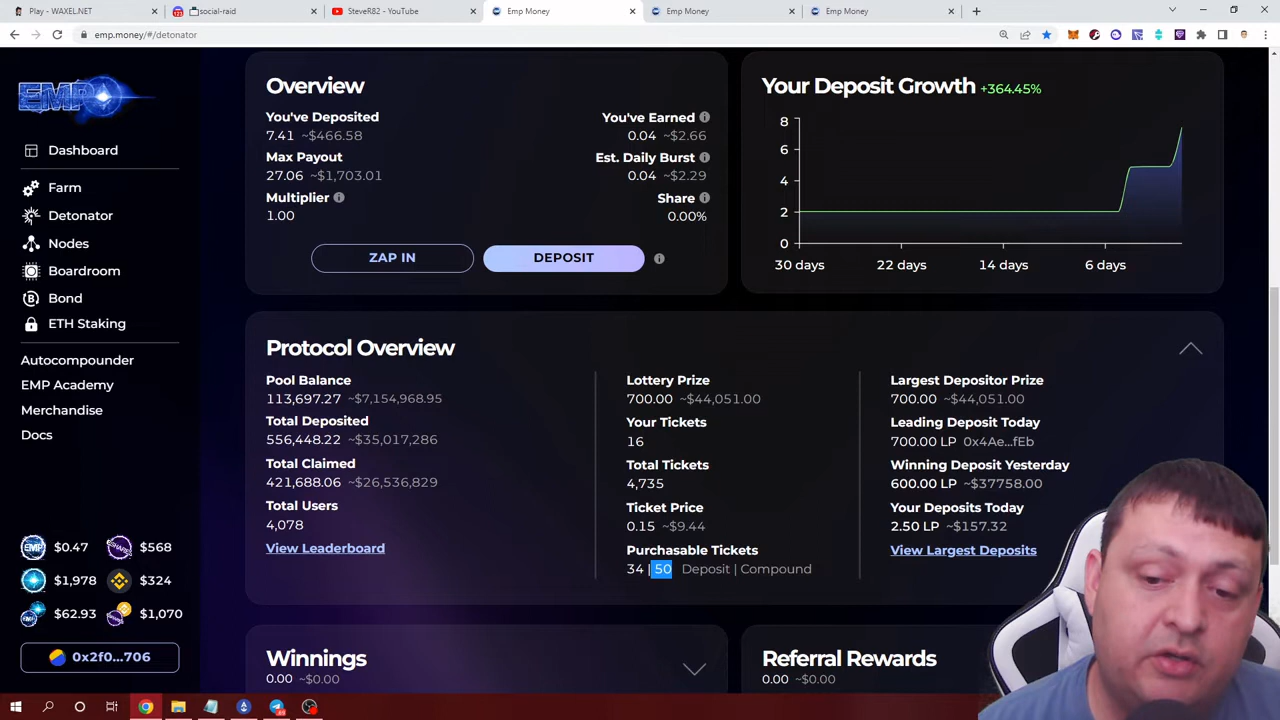 Play - WAXEL.NET
social-raid
SteveR82 - YouTube
Emp Money
Emp Money
Emp Money
emp.money/#/detonator
EMP
Dashboard
Farm
Detonator
Nodes
Boardroom
Bond
ETH Staking
Autocompounder
EMP Academy
Merchandise
Docs
$0.47
$568
$1,978
$324
$62.93
$1,070
0x2f0...706
Overview
You've Deposited
7.41 ~$466.58
Max Payout
27.06 ~$1,703.01
Multiplier
1.00
You've Earned
0.04 ~$2.66
Est. Daily Burst
0.04 ~$2.29
Share
0.00%
ZAP IN
DEPOSIT
Your Deposit Growth +364.45%
8
6
4
2
0
30 days 22 days 14 days 6 days
Protocol Overview
Pool Balance
113,697.27 ~$7,154,968.95
Total Deposited
556,448.22 ~$35,017,286
Total Claimed
421,688.06 ~$26,536,829
Total Users
4,078
View Leaderboard
Lottery Prize
700.00 ~$44,051.00
Your Tickets
16
Total Tickets
4,735
Ticket Price
0.15 ~$9.44
Purchasable Tickets
34 | 50 Deposit | Compound
Largest Depositor Prize
700.00 ~$44,051.00
Leading Deposit Today
700.00 LP 0x4Ae...fEb
Winning Deposit Yesterday
600.00 LP ~$37758.00
Your Deposits Today
2.50 LP ~$157.32
View Largest Deposits
Winnings
0.00 ~$0.00
Referral Rewards
0.00 ~$0.00